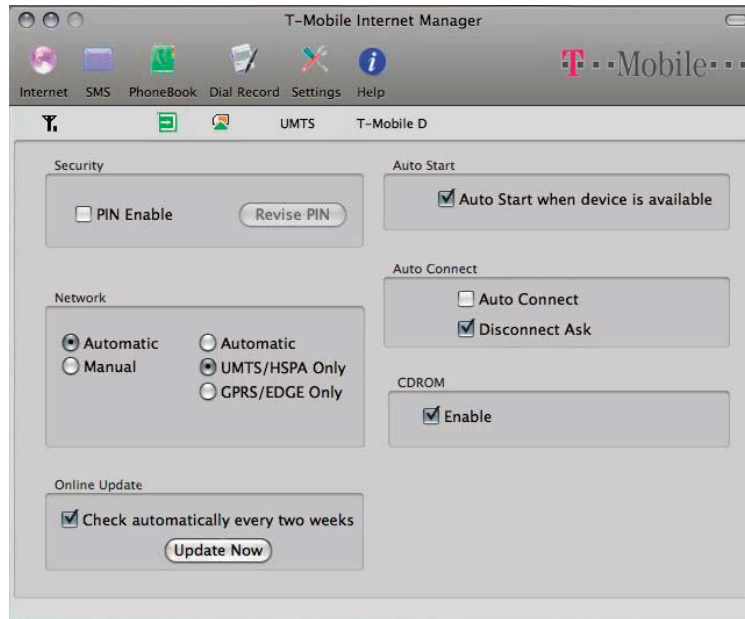 T-Mobile Internet Manager
T··Mobile···
Internet SMS PhoneBook Dial Record Settings Help
UMTS T-Mobile D
Security
PIN Enable Revise PIN
Network
Automatic
Manual
Automatic
UMTS/HSPA Only
GPRS/EDGE Only
Online Update
Check automatically every two weeks
Update Now
Auto Start
Auto Start when device is available
Auto Connect
Auto Connect
Disconnect Ask
CDROM
Enable